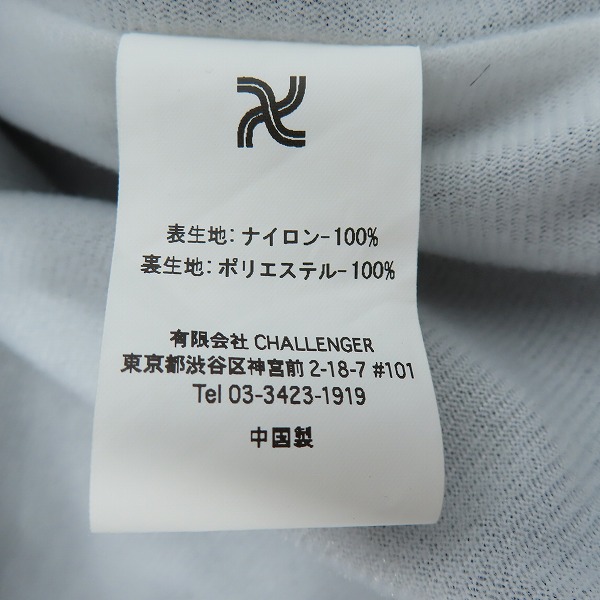 表生地: ナイロン-100%
裏生地: ポリエステル-100%
有限会社 CHALLENGER
東京都渋谷区神宮前 2-18-7 #101
Tel 03-3423-1919
中国製